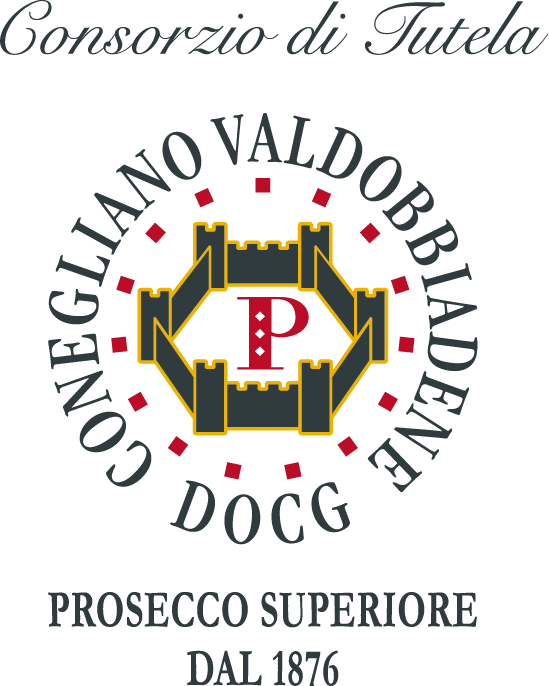 Consorzio di Tutela
CONEGLIANO VALDOBBIADENE
P
DOCG
PROSECCO SUPERIORE
DAL 1876